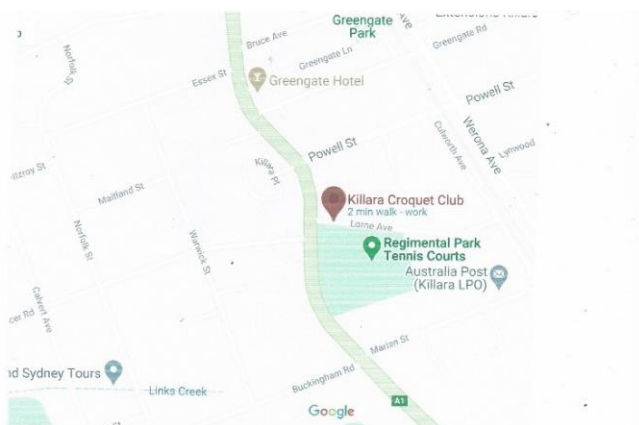 Greengate
Park
Bruce Ave
Greengate Ln
Greengate Rd
Norfolk
Essex St
Greengate Hotel
Powell St
Werona Ave
Culworth Ave
Lynwood
Powell St
Killara Pl
Maitland St
Killara Croquet Club
2 min walk - work
Lorne Ave
Norfolk St
Warwick St
Regimental Park
Tennis Courts
Australia Post
(Killara LPO)
Calvert Ave
Marian St
Buckingham Rd
Sydney Tours
Links Creek
A1
Google